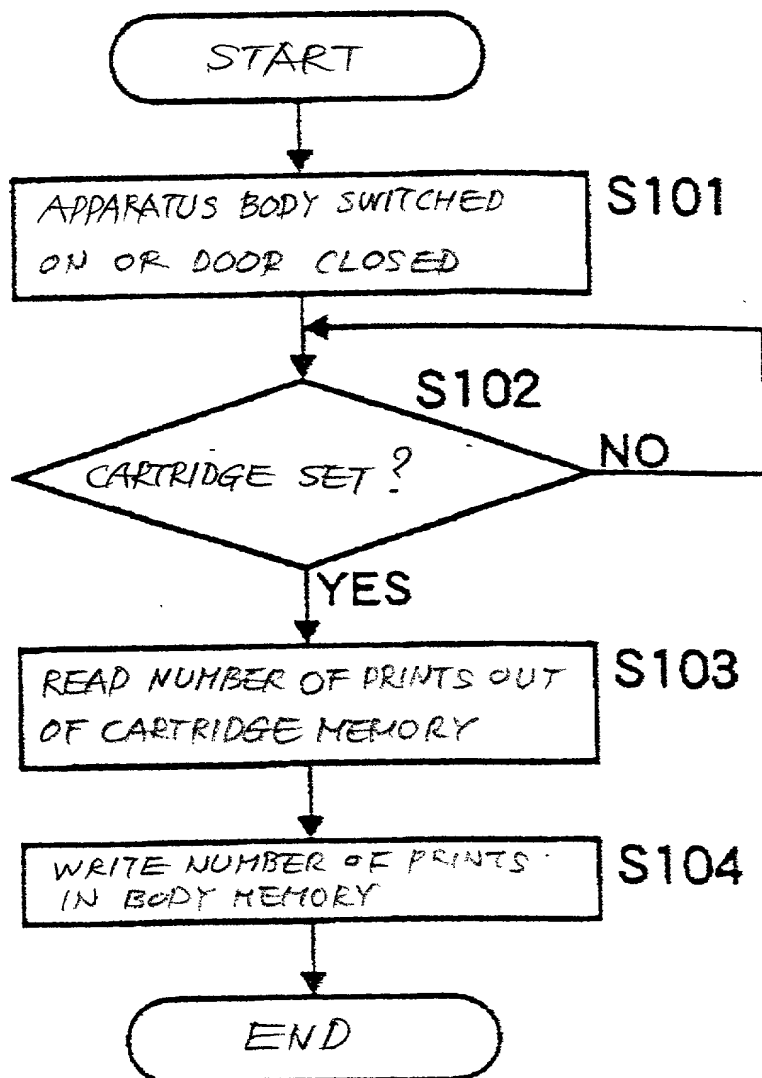 START
APPARATUS BODY SWITCHED
ON OR DOOR CLOSED
S101
S102
CARTRIDGE SET?
NO
YES
READ NUMBER OF PRINTS OUT
OF CARTRIDGE MEMORY
S103
WRITE NUMBER OF PRINTS
IN BODY MEMORY
S104
END